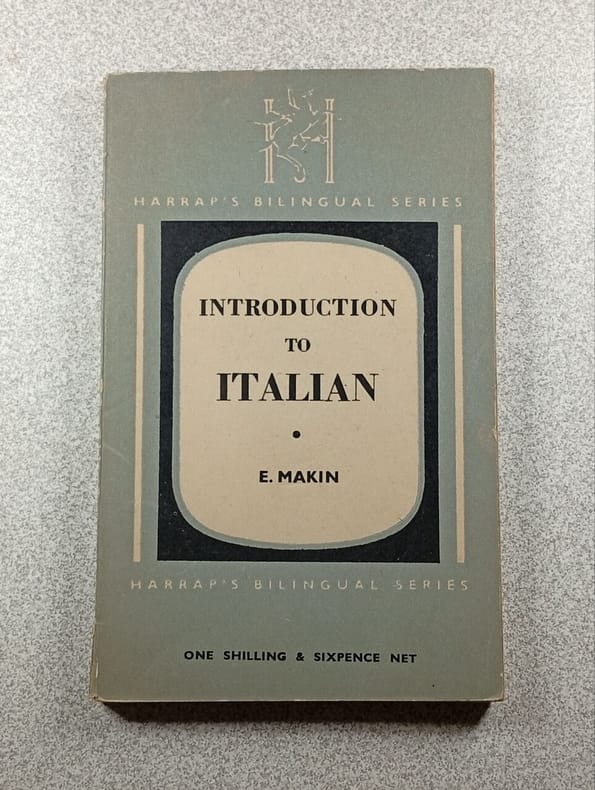 H
HARRAP'S BILINGUAL SERIES
INTRODUCTION
TO
ITALIAN
•
E. MAKIN
HARRAP'S BILINGUAL SERIES
ONE SHILLING & SIXPENCE NET